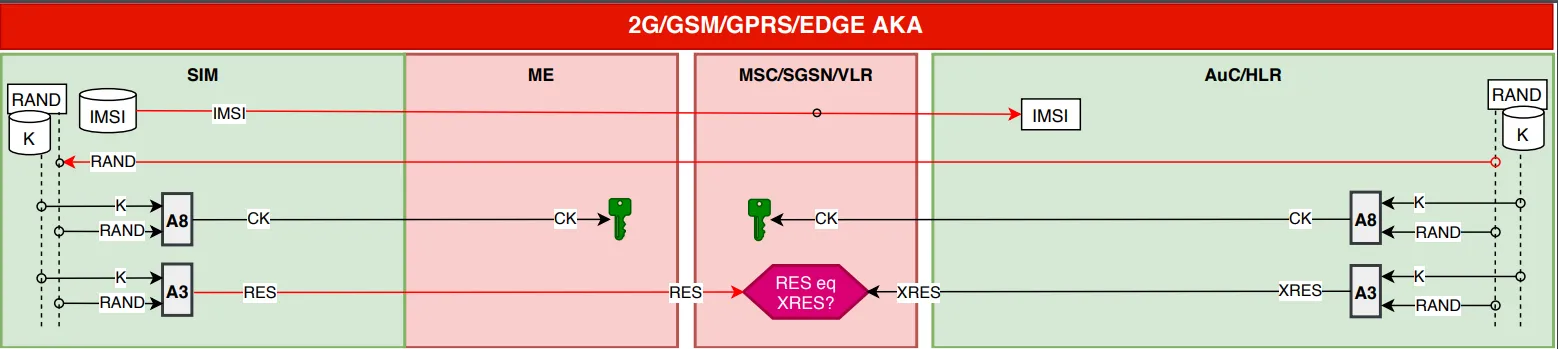 2G/GSM/GPRS/EDGE AKA
SIM
ME
MSC/SGSN/VLR
AuC/HLR
RAND
K
IMSI
IMSI
IMSI
RAND
K
RAND
K
RAND
A8
CK
CK
CK
CK
A8
K
RAND
K
RAND
A3
RES
RES
RES eq
XRES?
XRES
XRES
A3
K
RAND